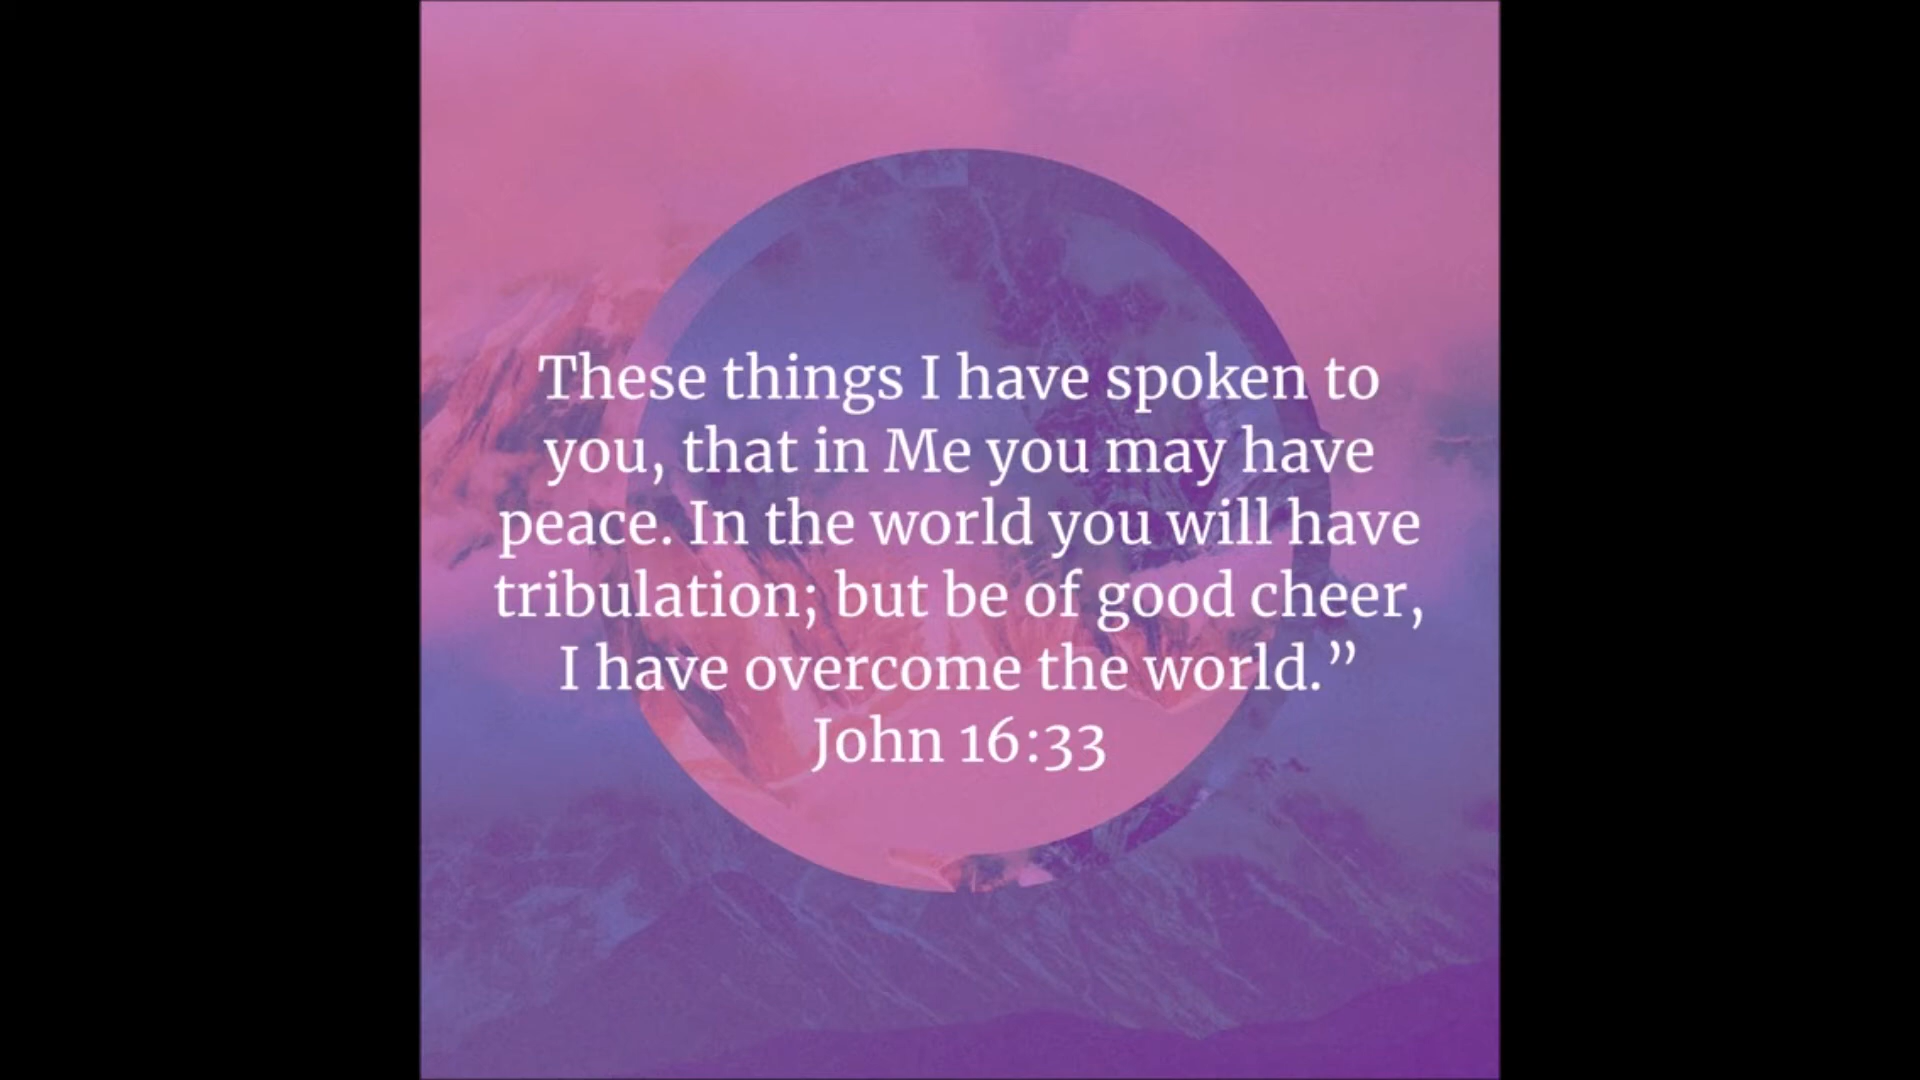 These things I have spoken to
you, that in Me you may have
peace. In the world you will have
tribulation; but be of good cheer,
I have overcome the world.”
John 16:33